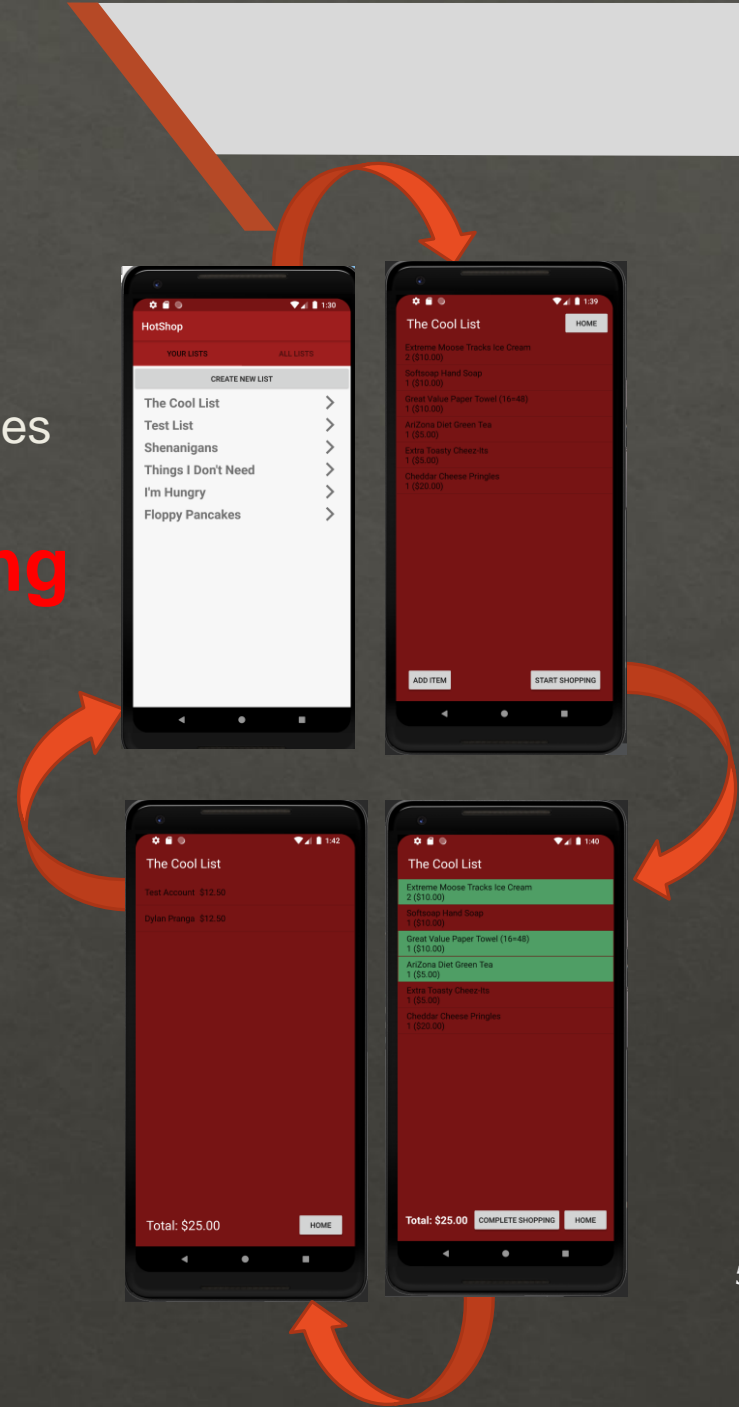 es
ng
1:30
HotShop
YOUR LISTS ALL LISTS
CREATE NEW LIST
The Cool List
Test List
Shenanigans
Things I Don't Need
I'm Hungry
Floppy Pancakes
1:39
The Cool List HOME
Extreme Moose Tracks Ice Cream
2 ($10.00)
Softsoap Hand Soap
1 ($10.00)
Great Value Paper Towel (16=48)
1 ($10.00)
AriZona Diet Green Tea
1 ($5.00)
Extra Toasty Cheez-Its
1 ($5.00)
Cheddar Cheese Pringles
1 ($20.00)
ADD ITEM START SHOPPING
1:42
The Cool List
Test Account $12.50
Dylan Prange $12.50
Total: $25.00 HOME
1:40
The Cool List
Extreme Moose Tracks Ice Cream
2 ($10.00)
Softsoap Hand Soap
1 ($10.00)
Great Value Paper Towel (16=48)
1 ($10.00)
AriZona Diet Green Tea
1 ($5.00)
Extra Toasty Cheez-Its
1 ($5.00)
Cheddar Cheese Pringles
1 ($20.00)
Total: $25.00 COMPLETE SHOPPING HOME